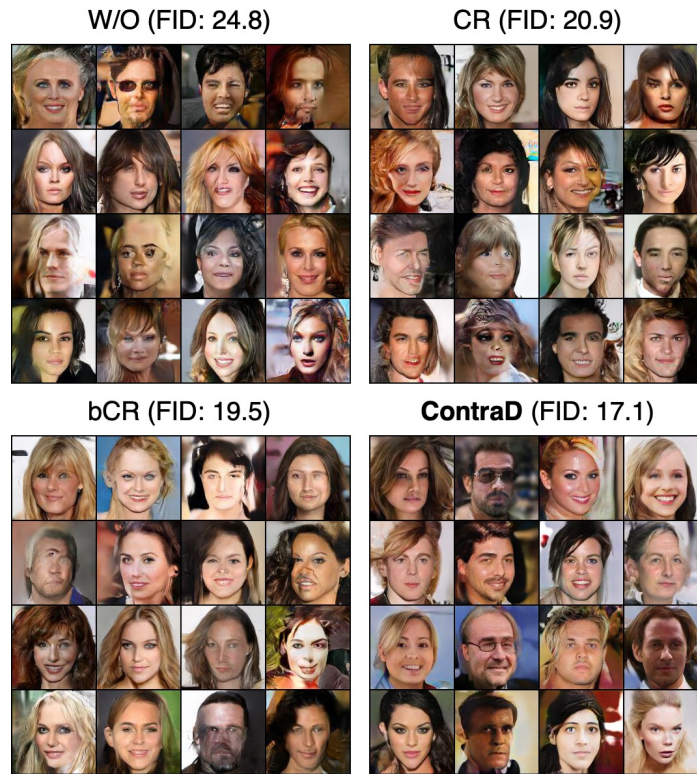 W/O (FID: 24.8)
CR (FID: 20.9)
bCR (FID: 19.5)
ContraD (FID: 17.1)